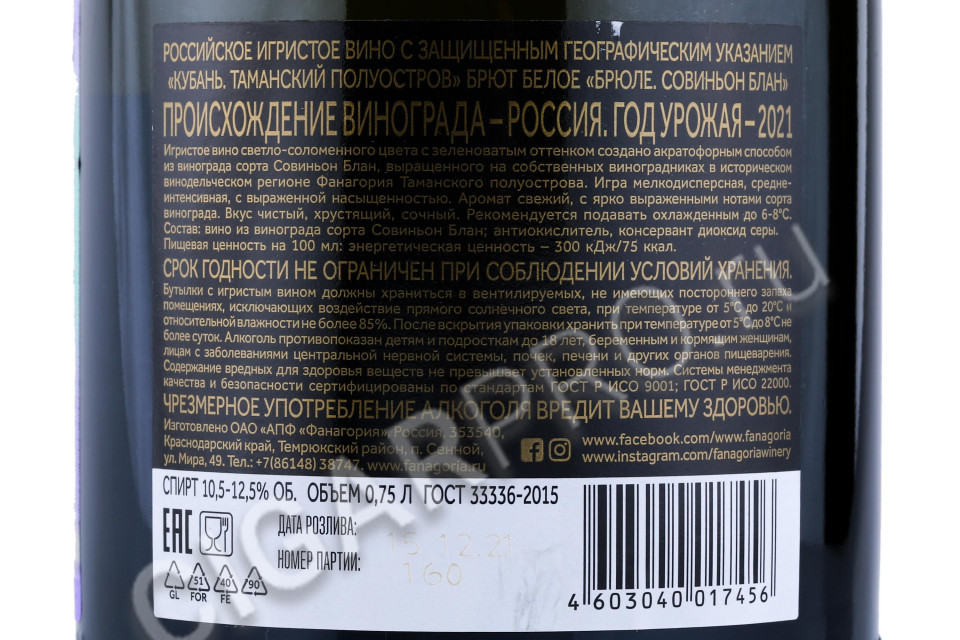 РОССИЙСКОЕ ИГРИСТОЕ ВИНО С ЗАЩИЩЕННЫМ ГЕОГРАФИЧЕСКИМ УКАЗАНИЕМ
«КУБАНЬ. ТАМАНСКИЙ ПОЛУОСТРОВ» БРЮТ БЕЛОЕ «БРЮЛЕ. СОВИНЬОН БЛАН»
ПРОИСХОЖДЕНИЕ ВИНОГРАДА – РОССИЯ. ГОД УРОЖАЯ – 2021
Игристое вино светло-соломенного цвета с зеленоватым оттенком создано акратофорным способом
из винограда сорта Совиньон Блан, выращенного на собственных виноградниках в историческом
винодельческом регионе Фанагория Таманского полуострова. Игра мелкодисперсная, средне-
интенсивная, с выраженной насыщенностью. Аромат свежий, с ярко выраженными нотами сорта
винограда. Вкус чистый, хрустящий, сочный. Рекомендуется подавать охлажденным до 6-8°С.
Состав: вино из винограда сорта Совиньон Блан; антиокислитель, консервант диоксид серы.
Пищевая ценность на 100 мл: энергетическая ценность – 300 кДж/75 ккал.
СРОК ГОДНОСТИ НЕ ОГРАНИЧЕН ПРИ СОБЛЮДЕНИИ УСЛОВИЙ ХРАНЕНИЯ.
Бутылки с игристым вином должны храниться в вентилируемых, не имеющих постороннего запаха
помещениях, исключающих воздействие прямого солнечного света, при температуре от 5°С до 20°С и
относительной влажности не более 85%. После вскрытия упаковки хранить при температуре от 5°С до 8°С не
более суток. Алкоголь противопоказан детям и подросткам до 18 лет, беременным и кормящим женщинам,
лицам с заболеваниями центральной нервной системы, почек, печени и других органов пищеварения.
Содержание вредных для здоровья веществ не превышает установленных норм. Системы менеджмента
качества и безопасности сертифицированы по стандартам ГОСТ Р ИСО 9001; ГОСТ Р ИСО 22000.
ЧРЕЗМЕРНОЕ УПОТРЕБЛЕНИЕ АЛКОГОЛЯ ВРЕДИТ ВАШЕМУ ЗДОРОВЬЮ.
Изготовлено ОАО «АПФ «Фанагория» Россия, 353540,
Краснодарский край, Темрюкский район, п. Сенной,
ул. Мира, 49. Тел.: +7(86148) 38747. www.fanagoria.ru
www.facebook.com/www.fanagoria
www.instagram.com/fanagoriawinery
СПИРТ 10,5-12,5% ОБ. ОБЪЕМ 0,75 Л ГОСТ 33336-2015
EAC
ДАТА РОЗЛИВА: 15.12.21
НОМЕР ПАРТИИ: 160
GL
51 FOR
40 FE
90
4 603040 017456
CIGARPRO.ru